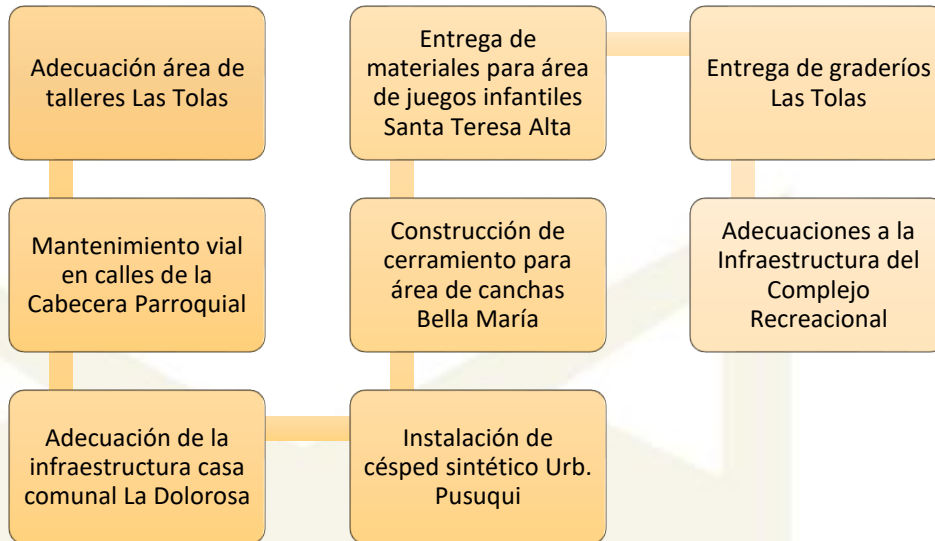 Adecuación área de
talleres Las Tolas
Mantenimiento vial
en calles de la
Cabecera Parroquial
Adecuación de la
infraestructura casa
comunal La Dolorosa
Instalación de
césped sintético Urb.
Pusuqui
Construcción de
cerramiento para
área de canchas
Bella María
Entrega de
materiales para área
de juegos infantiles
Santa Teresa Alta
Entrega de graderíos
Las Tolas
Adecuaciones a la
Infraestructura del
Complejo
Recreacional